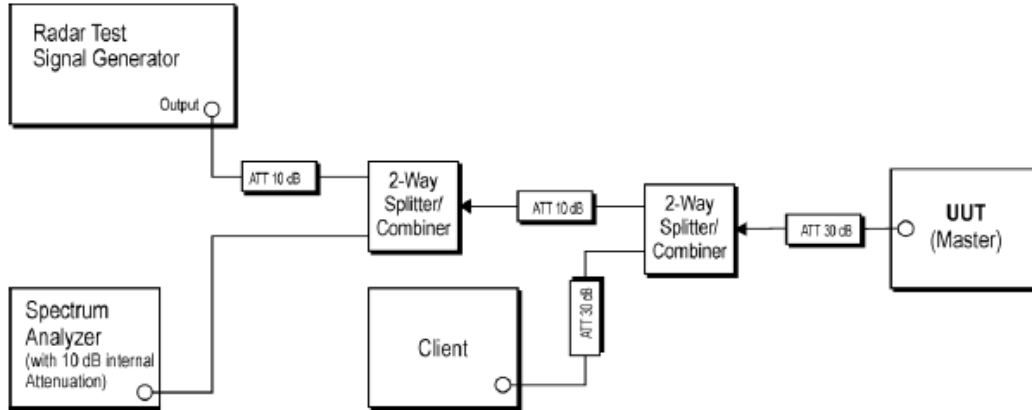 Radar Test
Signal Generator
Output
ATT 10 dB
2-Way
Splitter/
Combiner
ATT 10 dB
2-Way
Splitter/
Combiner
ATT 30 dB
UUT
(Master)
Spectrum
Analyzer
(with 10 dB internal
Attenuation)
Client
ATT 30 dB